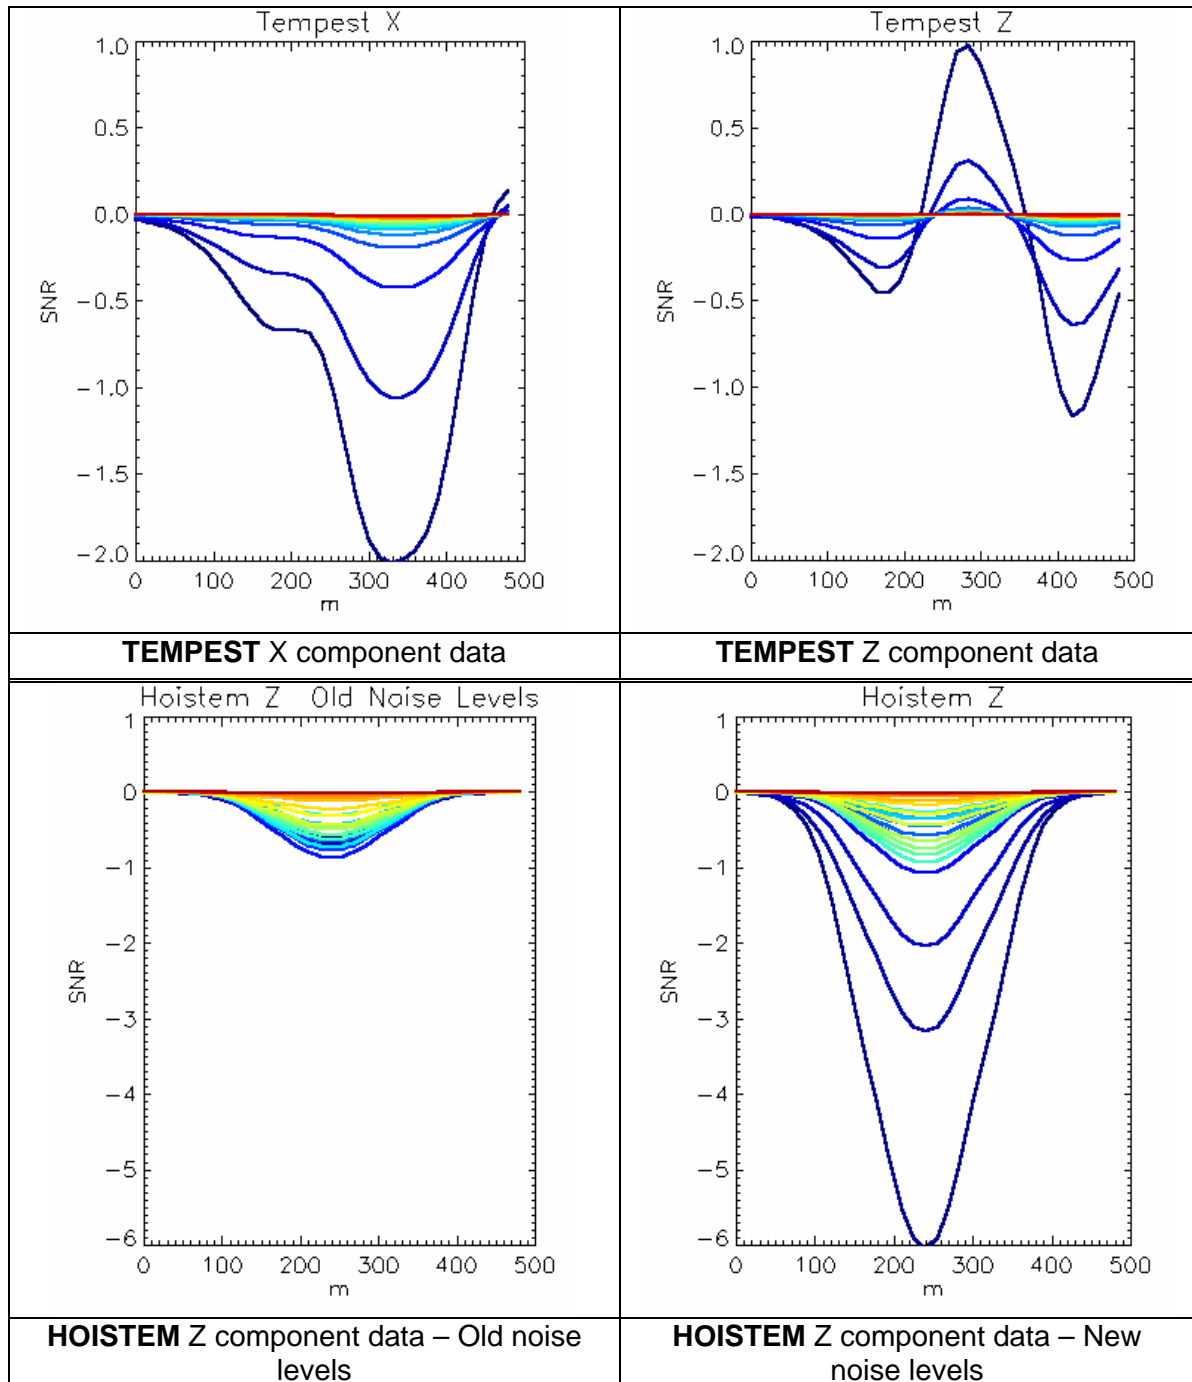 Tempest X
1.0
0.5
0.0
−0.5
−1.0
−1.5
−2.0
SNR
0 100 200 300 400 500
m
Tempest Z
1.0
0.5
0.0
−0.5
−1.0
−1.5
−2.0
SNR
0 100 200 300 400 500
m
TEMPEST X component data
TEMPEST Z component data
Hoistem Z Old Noise Levels
1
0
−1
−2
−3
−4
−5
−6
SNR
0 100 200 300 400 500
m
Hoistem Z
1
0
−1
−2
−3
−4
−5
−6
SNR
0 100 200 300 400 500
m
HOISTEM Z component data – Old noise
levels
HOISTEM Z component data – New
noise levels